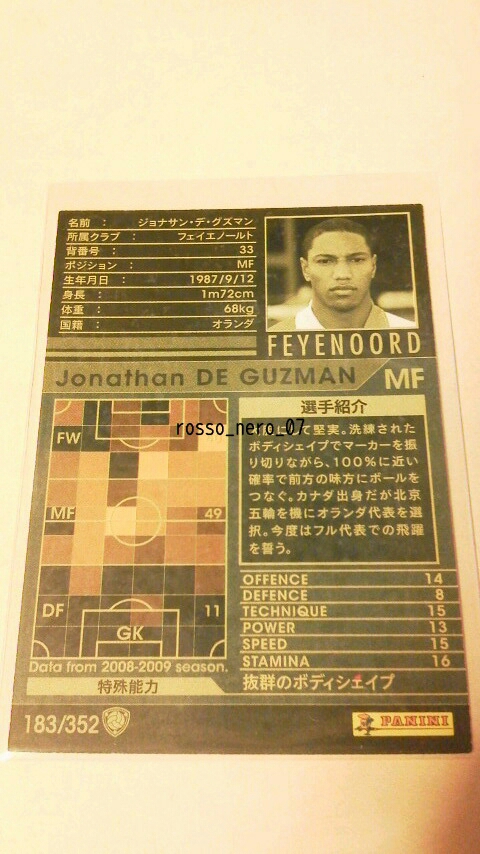 名前 : ジョナサン・デ・グズマン
所属クラブ : フェイエノールト
背番号 : 33
ポジション : MF
生年月日 : 1987/9/12
身長 : 1m72cm
体重 : 68kg
国籍 : オランダ
FEYENOORD
Jonathan DE GUZMAN MF
選手紹介
rosso_nero_07
て堅実。洗練された
ボディシェイプでマーカーを振
り切りながら、100%に近い
確率で前方の味方にボールを
つなぐ。カナダ出身だが北京
五輪を機にオランダ代表を選
択。今度はフル代表での飛躍
を誓う。
FW
MF 49
DF 11
GK
Data from 2008-2009 season.
OFFENCE 14
DEFENCE 8
TECHNIQUE 15
POWER 13
SPEED 15
STAMINA 16
特殊能力 抜群のボディシェイプ
183/352
PANINI